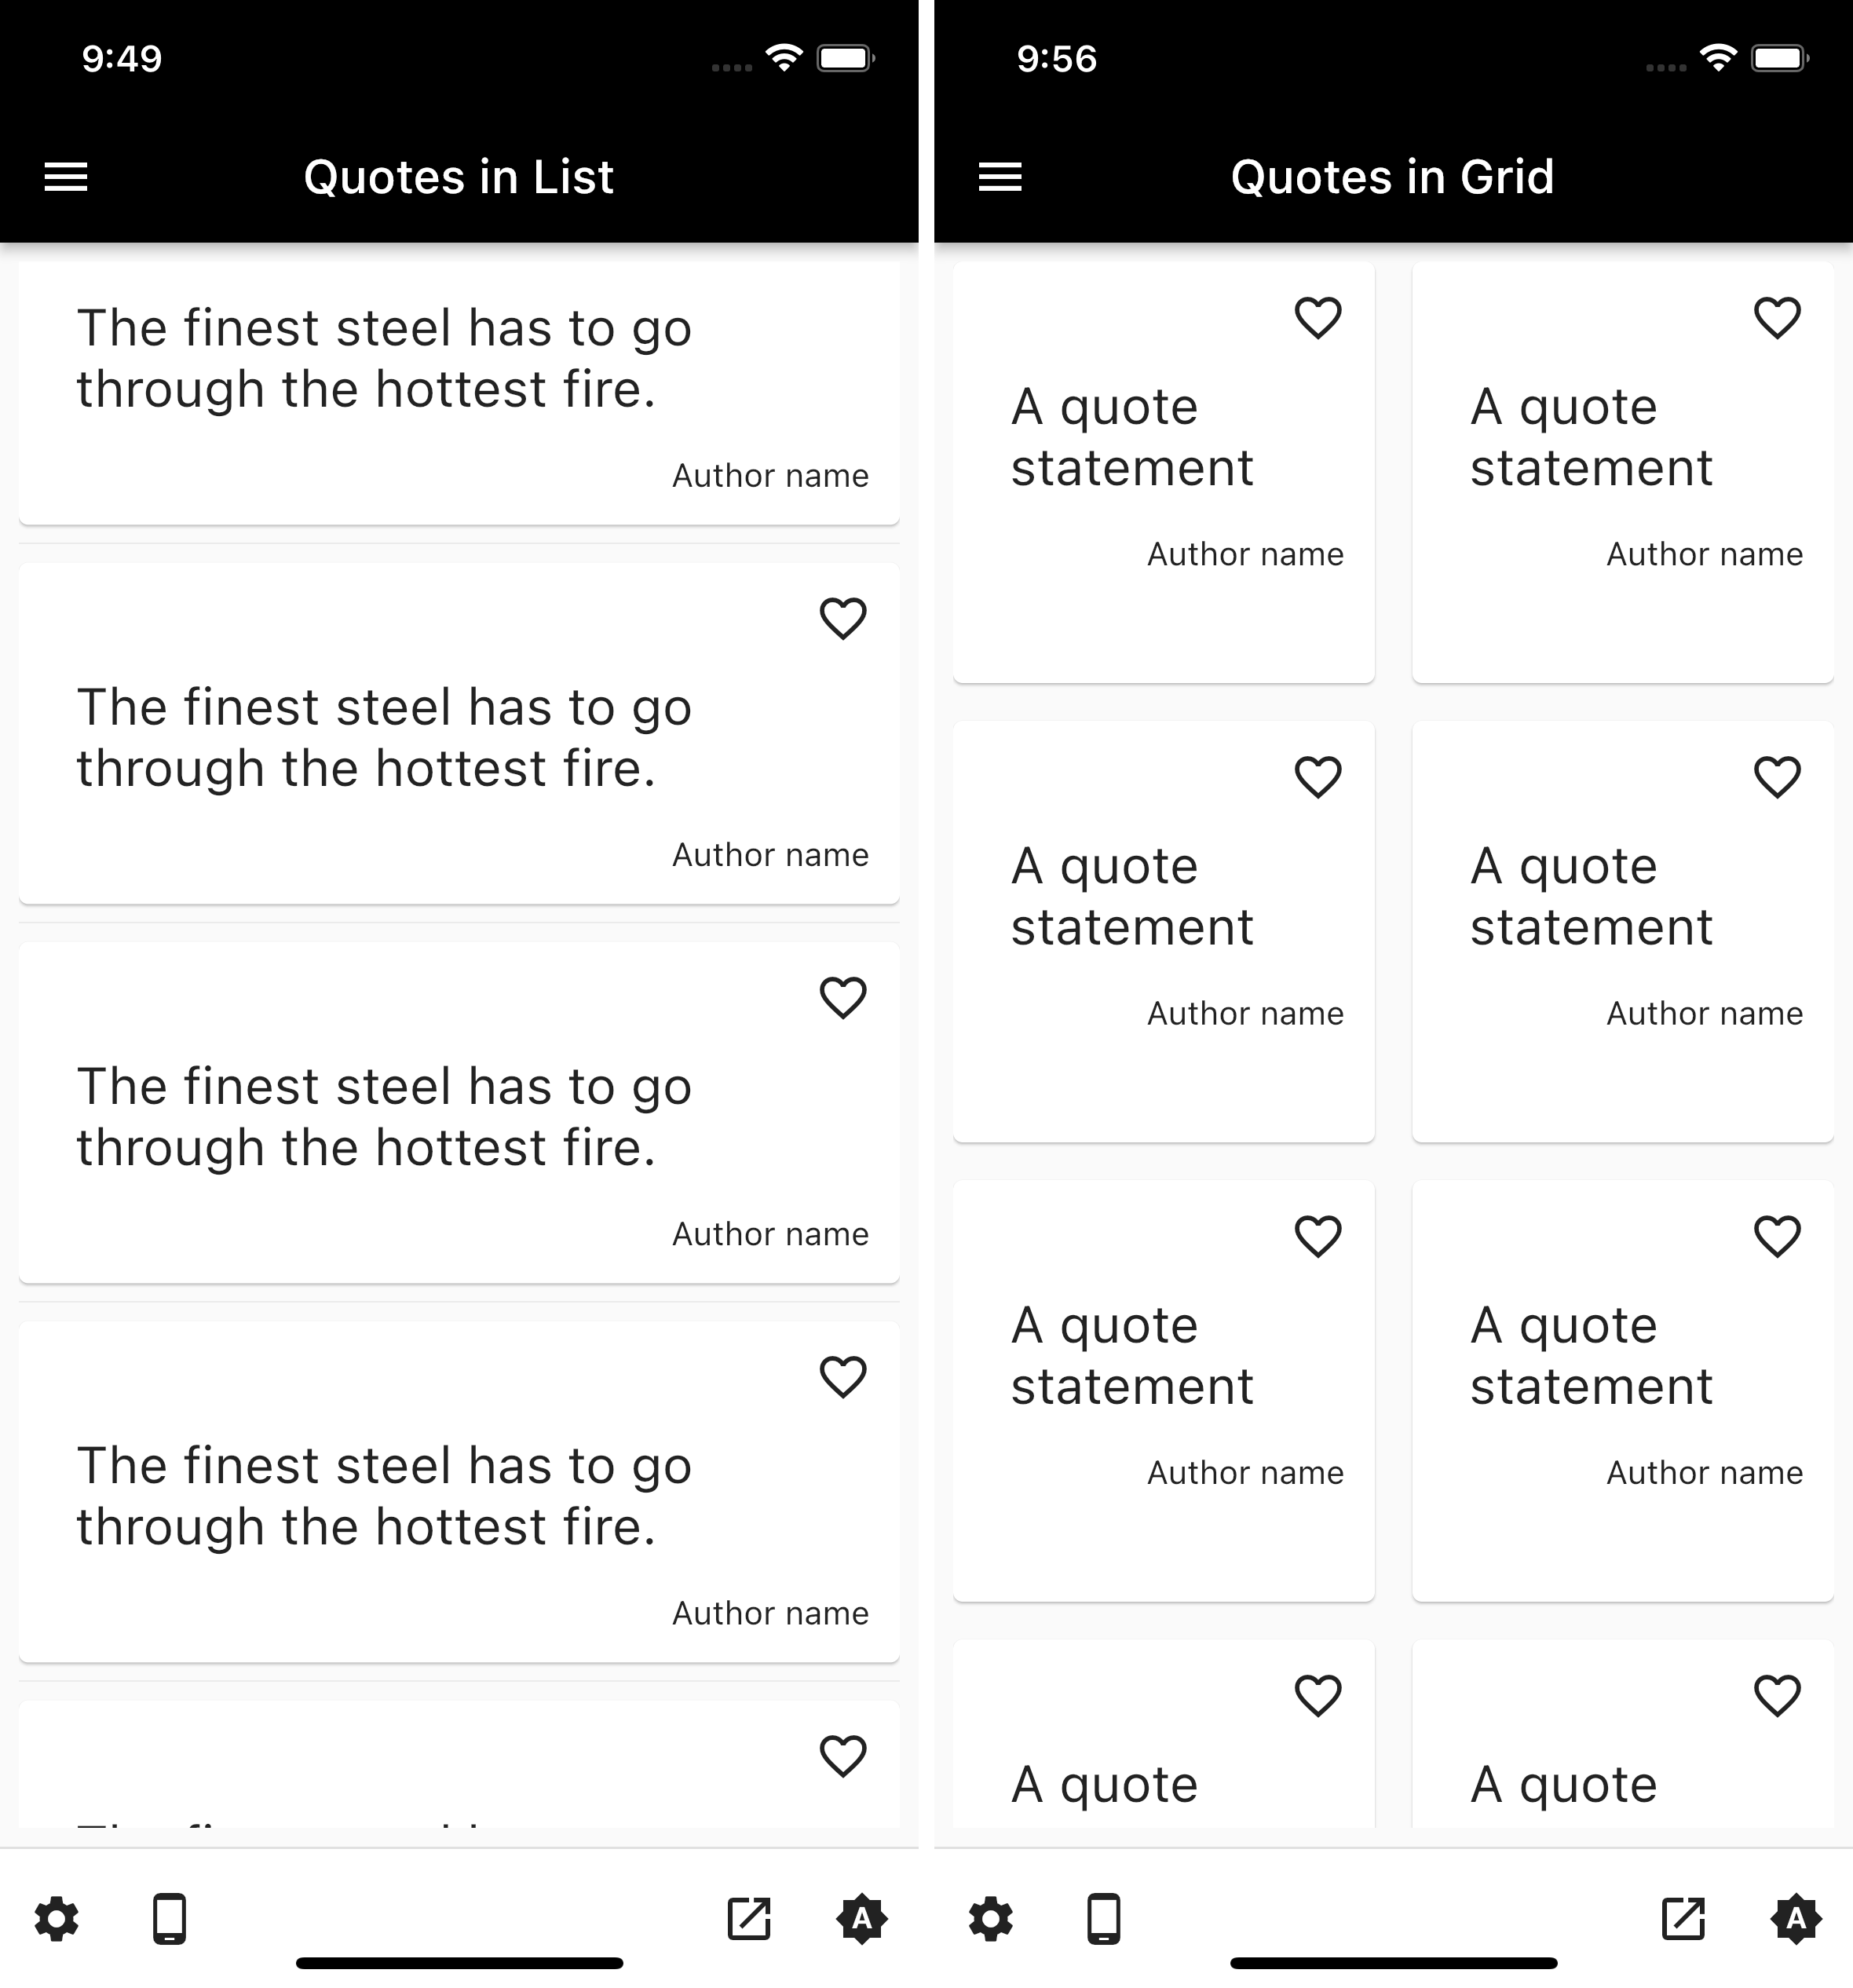 9:49
Quotes in List
The finest steel has to go
through the hottest fire.
Author name
The finest steel has to go
through the hottest fire.
Author name
The finest steel has to go
through the hottest fire.
Author name
The finest steel has to go
through the hottest fire.
Author name
A
9:56
Quotes in Grid
A quote
statement
Author name
A quote
statement
Author name
A quote
statement
Author name
A quote
statement
Author name
A quote
statement
Author name
A quote
statement
Author name
A quote
A quote
A